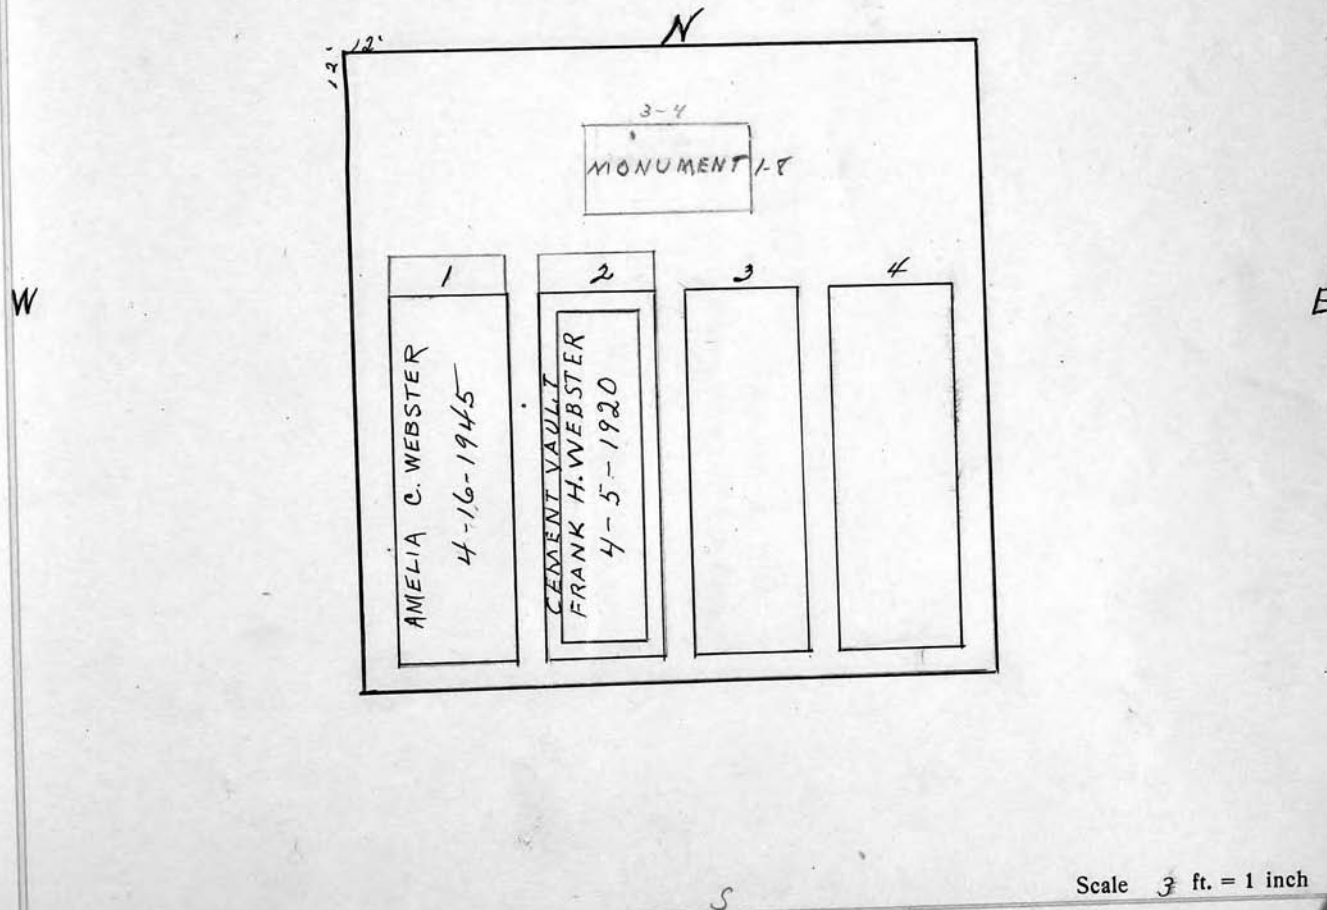 N
12'
12'
3-4
MONUMENT 1-8
1
2
3
4
W
E
AMELIA C. WEBSTER
4-16-1945
CEMENT VAULT
FRANK H. WEBSTER
4-5-1920
S
Scale 3 ft. = 1 inch